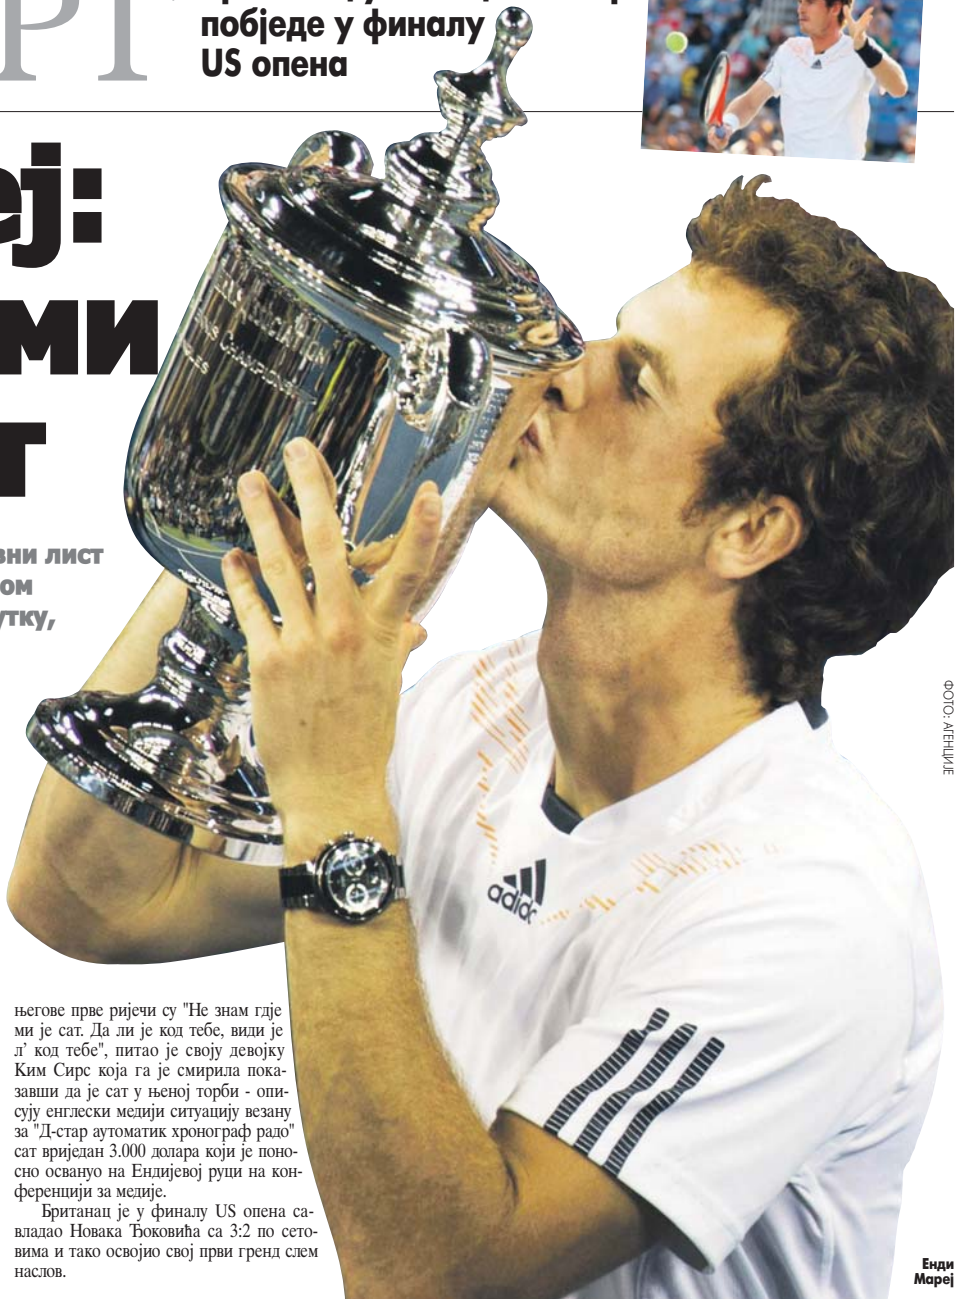 РТ
побједе у финалу
US опена
еј:
ми
т
вни лист
ом
утку,
adidas
ФОТО: АГЕНЦИЈЕ
његове прве ријечи су "Не знам гдје
ми је сат. Да ли је код тебе, види је
л' код тебе", питао је своју девојку
Ким Сирс која га је смирила пока-
завши да је сат у њеној торби - опи-
сују енглески медији ситуацију везану
за "Д-стар аутоматик хронограф радо"
сат вриједан 3.000 долара који је поно-
сно освануо на Ендијевој руци на кон-
ференцији за медије.
Британац је у финалу US опена са-
владао Новака Ђоковића са 3:2 по сето-
вима и тако освојио свој први гренд слем
наслов.
Енди
Мареј